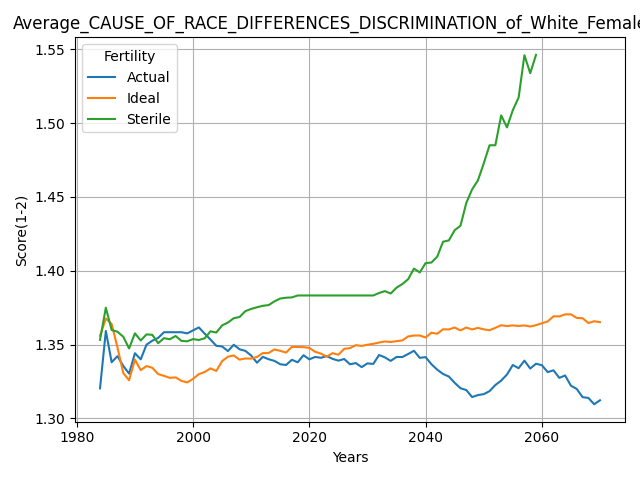 Average_CAUSE_OF_RACE_DIFFERENCES_DISCRIMINATION_of_White_Female
Fertility
Actual
Ideal
Sterile
Score(1-2)
1.55
1.50
1.45
1.40
1.35
1.30
1980
2000
2020
2040
2060
Years